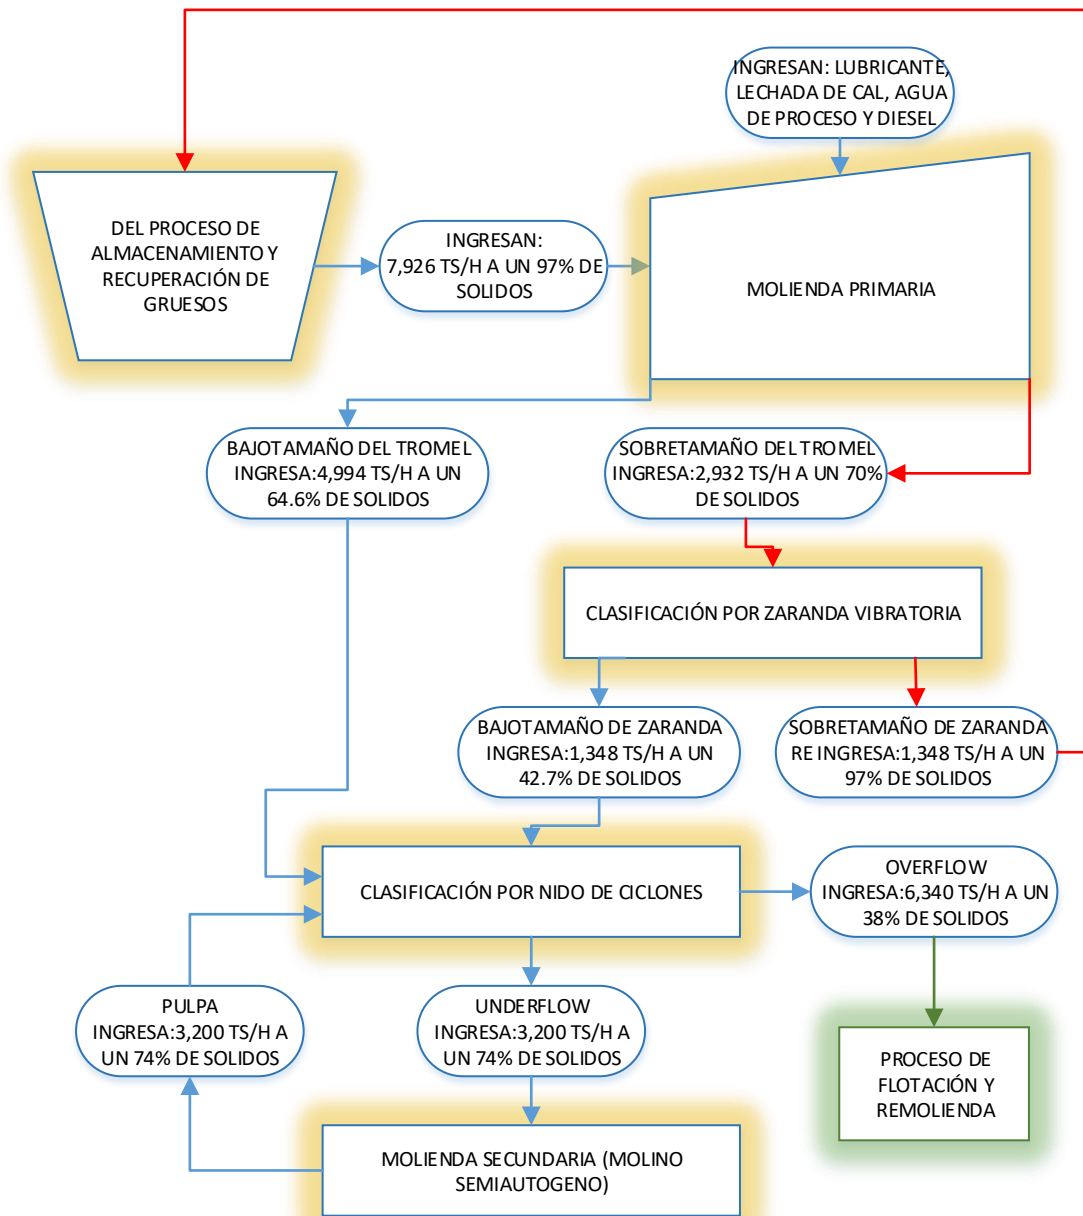 INGRESAN: LUBRICANTE,
LECHADA DE CAL, AGUA
DE PROCESO Y DIESEL
DEL PROCESO DE
ALMACENAMIENTO Y
RECUPERACIÓN DE
GRUESOS
INGRESAN:
7,926 TS/H A UN 97% DE
SOLIDOS
MOLIENDA PRIMARIA
BAJOTAMAÑO DEL TROMEL
INGRESA:4,994 TS/H A UN
64.6% DE SOLIDOS
SOBRETAMAÑO DEL TROMEL
INGRESA:2,932 TS/H A UN 70%
DE SOLIDOS
CLASIFICACIÓN POR ZARANDA VIBRATORIA
BAJOTAMAÑO DE ZARANDA
INGRESA:1,348 TS/H A UN
42.7% DE SOLIDOS
SOBRETAMAÑO DE ZARANDA
RE INGRESA:1,348 TS/H A UN
97% DE SOLIDOS
CLASIFICACIÓN POR NIDO DE CICLONES
OVERFLOW
INGRESA:6,340 TS/H A UN
38% DE SOLIDOS
PULPA
INGRESA:3,200 TS/H A
UN 74% DE SOLIDOS
UNDERFLOW
INGRESA:3,200 TS/H A
UN 74% DE SOLIDOS
PROCESO DE
FLOTACIÓN Y
REMOLIENDA
MOLIENDA SECUNDARIA (MOLINO
SEMIAUTOGENO)